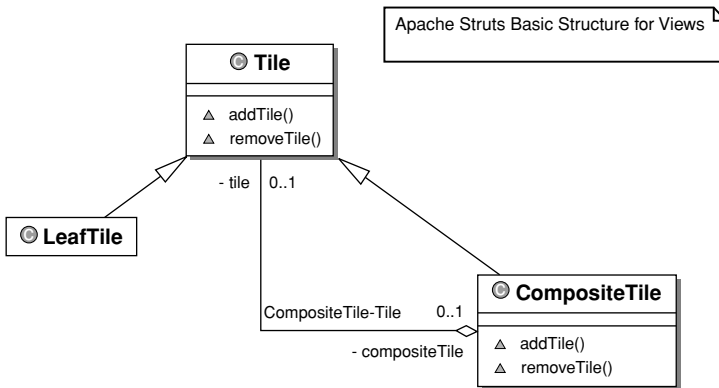 Apache Struts Basic Structure for Views
C Tile
addTile()
removeTile()
- tile 0..1
C LeafTile
C CompositeTile
CompositeTile-Tile 0..1
addTile()
- compositeTile
removeTile()